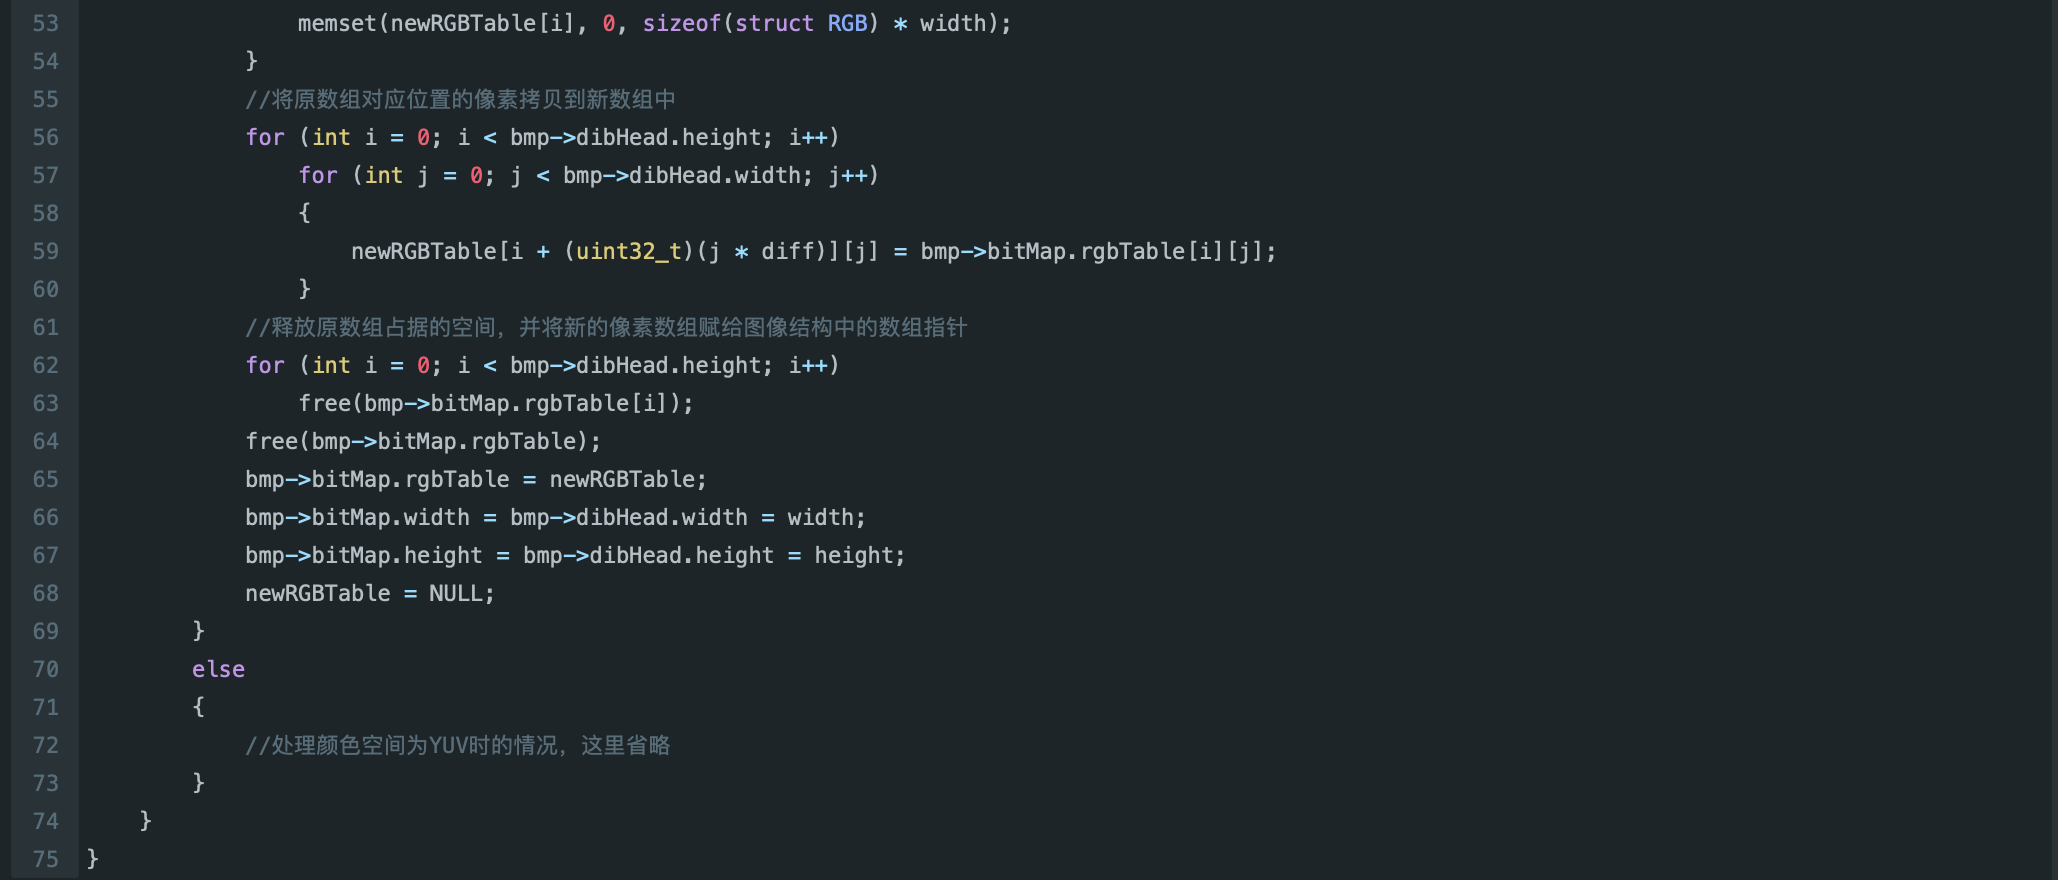 53 memset(newRGBTable[i], 0, sizeof(struct RGB) * width);
54 }
55 //将原数组对应位置的像素拷贝到新数组中
56 for (int i = 0; i < bmp->dibHead.height; i++)
57 for (int j = 0; j < bmp->dibHead.width; j++)
58 {
59 newRGBTable[i + (uint32_t)(j * diff)][j] = bmp->bitMap.rgbTable[i][j];
60 }
61 //释放原数组占据的空间，并将新的像素数组赋给图像结构中的数组指针
62 for (int i = 0; i < bmp->dibHead.height; i++)
63 free(bmp->bitMap.rgbTable[i]);
64 free(bmp->bitMap.rgbTable);
65 bmp->bitMap.rgbTable = newRGBTable;
66 bmp->bitMap.width = bmp->dibHead.width = width;
67 bmp->bitMap.height = bmp->dibHead.height = height;
68 newRGBTable = NULL;
69 }
70 else
71 {
72 //处理颜色空间为YUV时的情况，这里省略
73 }
74 }
75 }